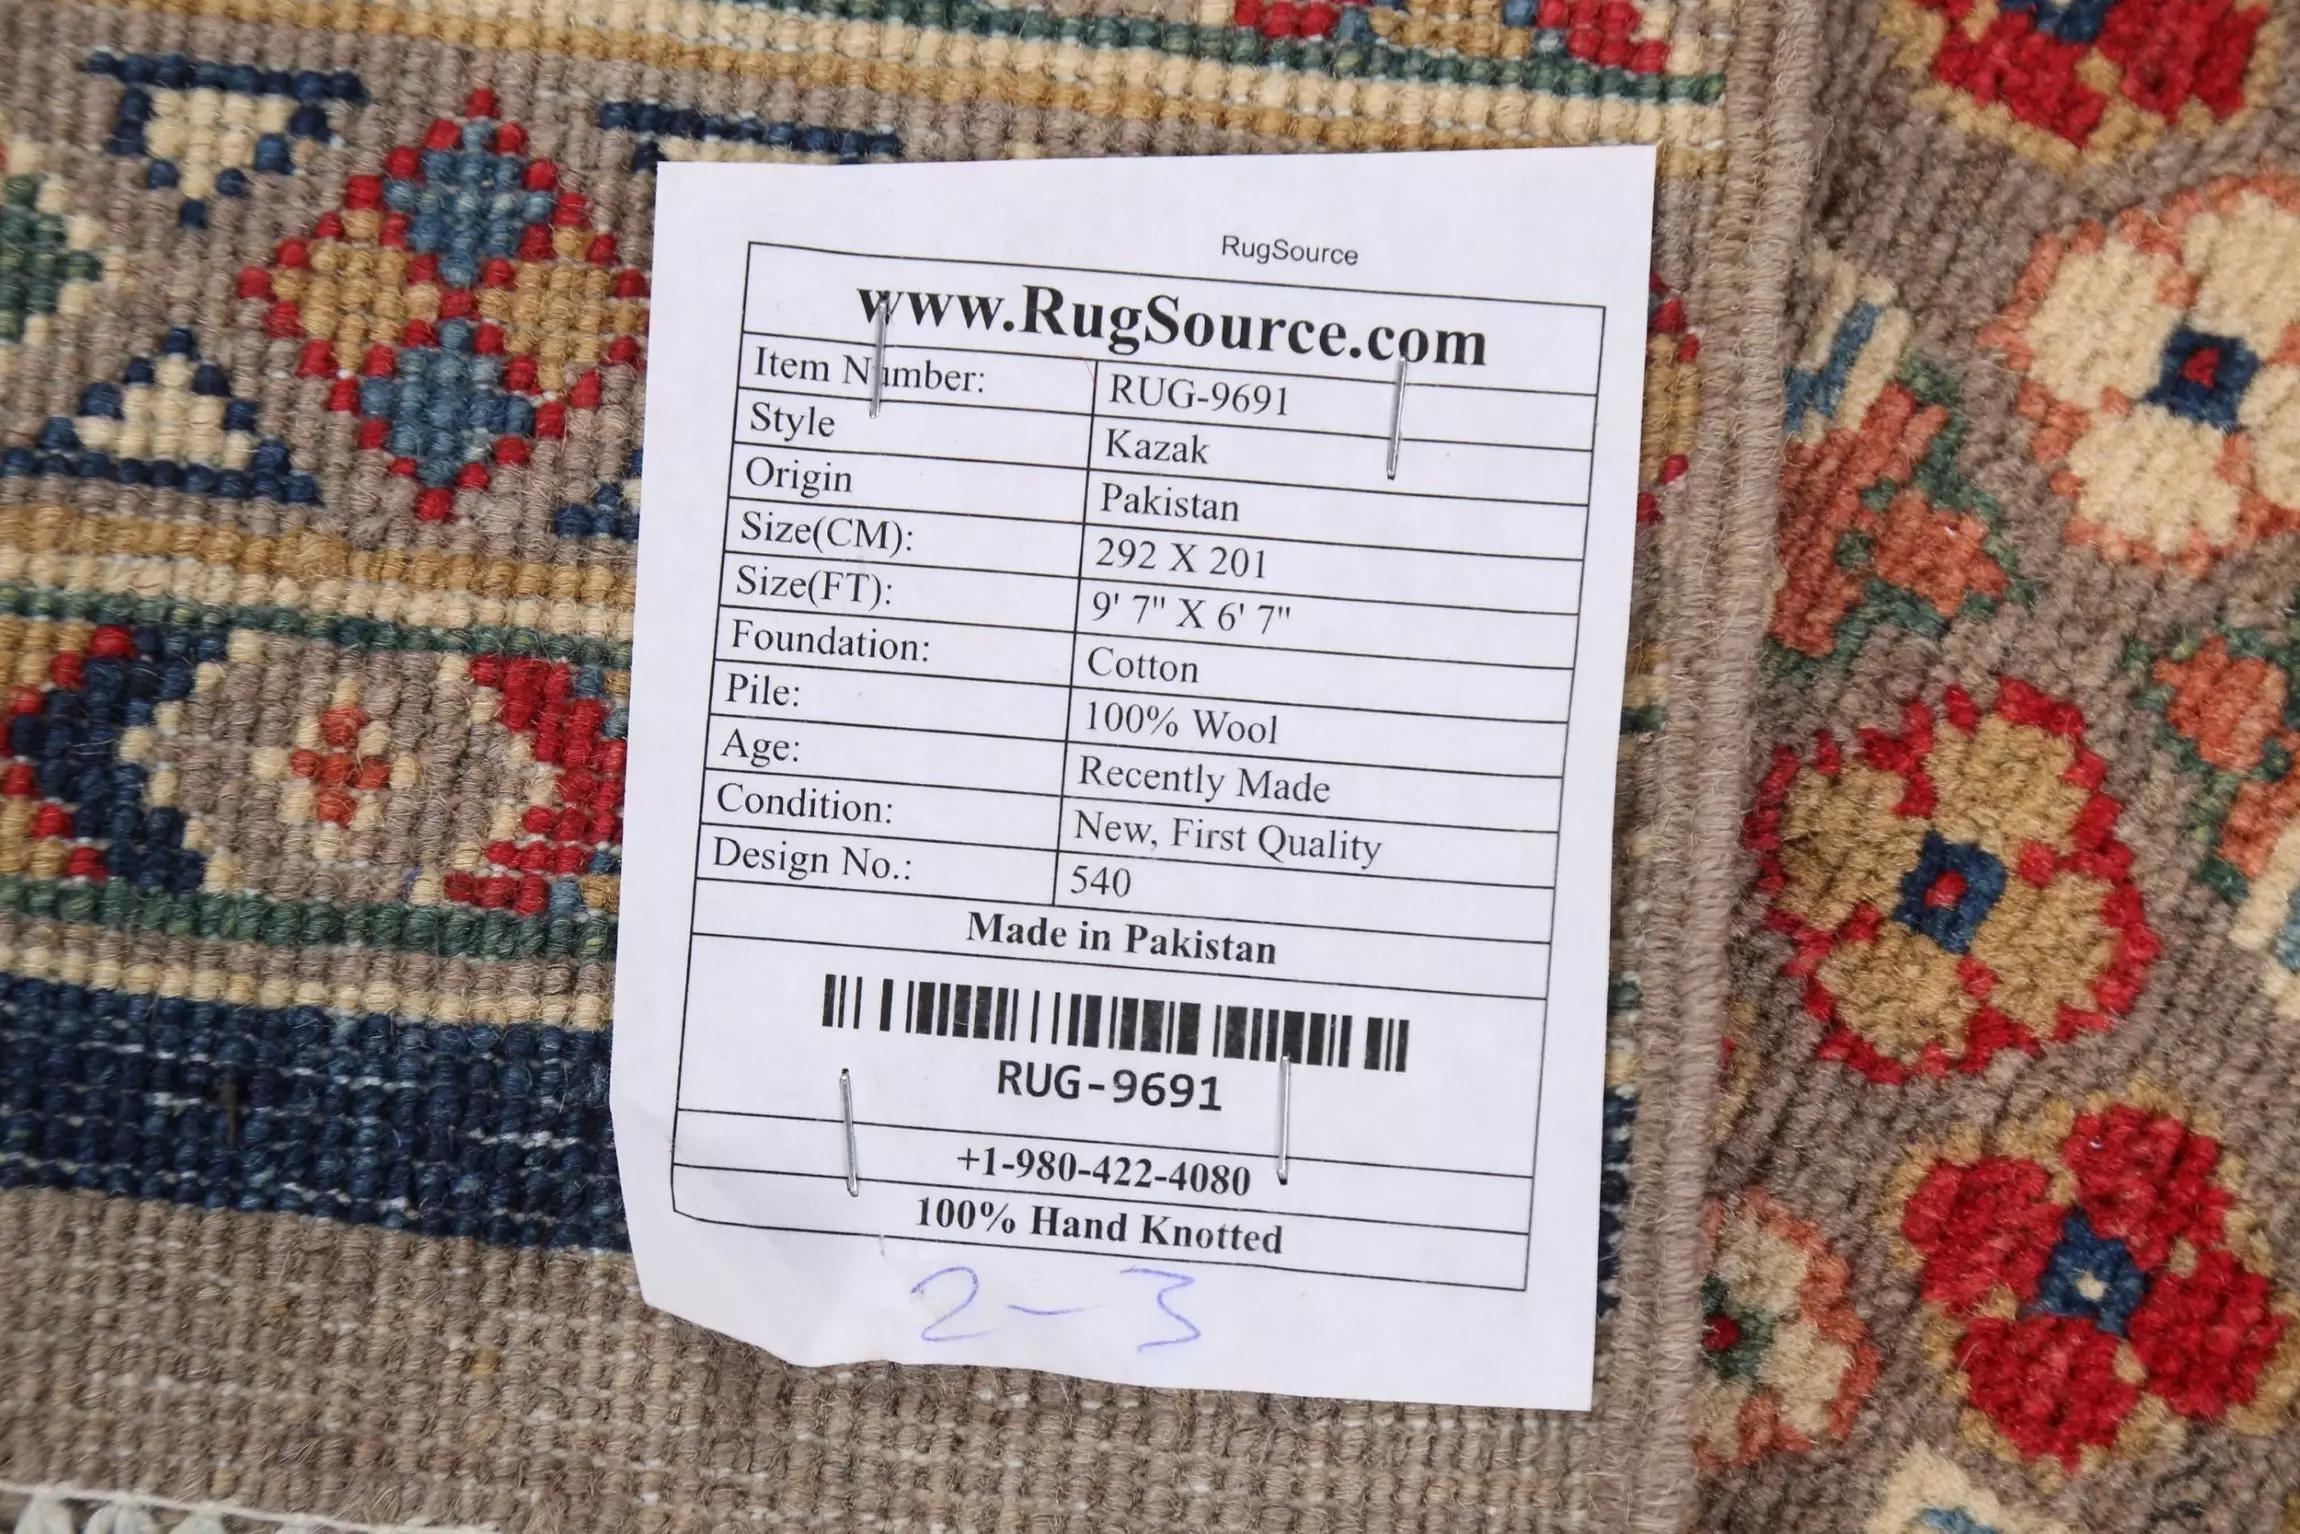 RugSource
www.RugSource.com
Item Number: RUG-9691
Style Kazak
Origin Pakistan
Size(CM): 292 X 201
Size(FT): 9' 7" X 6' 7"
Foundation: Cotton
Pile: 100% Wool
Age: Recently Made
Condition: New, First Quality
Design No.: 540
Made in Pakistan
RUG-9691
+1-980-422-4080
100% Hand Knotted
2-3